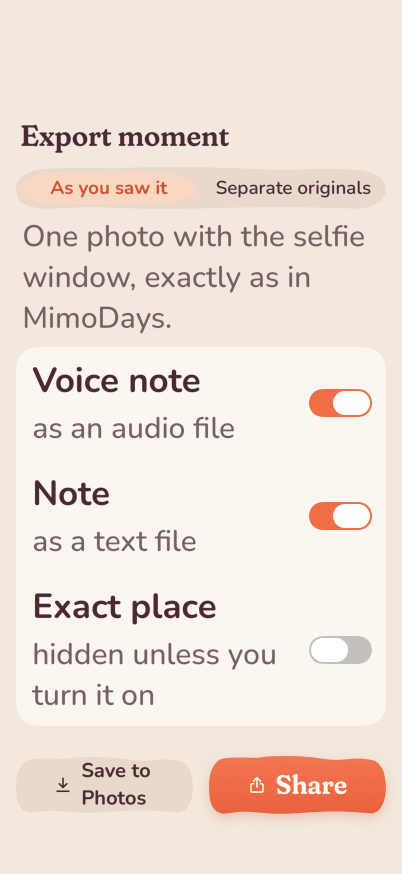 Export moment
As you saw it
Separate originals
One photo with the selfie
window, exactly as in
MimoDays.
Voice note
as an audio file
Note
as a text file
Exact place
hidden unless you
turn it on
Save to
Photos
Share